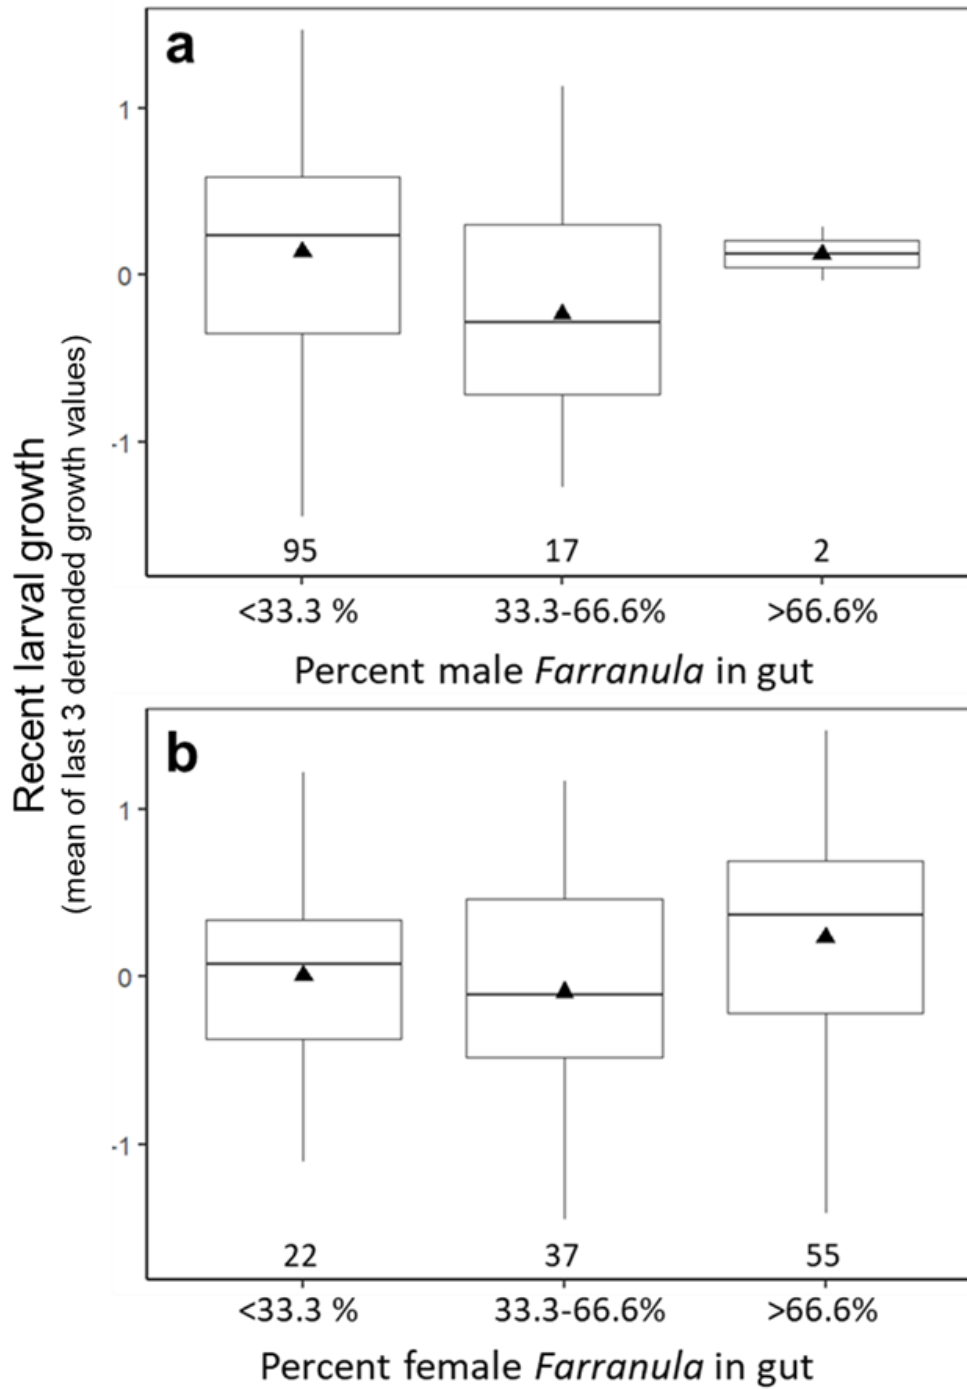 Recent larval growth
(mean of last 3 detrended growth values)
a
1
0
-1
95 17 2
<33.3 % 33.3-66.6% >66.6%
Percent male Farranula in gut
b
1
0
-1
22 37 55
<33.3 % 33.3-66.6% >66.6%
Percent female Farranula in gut